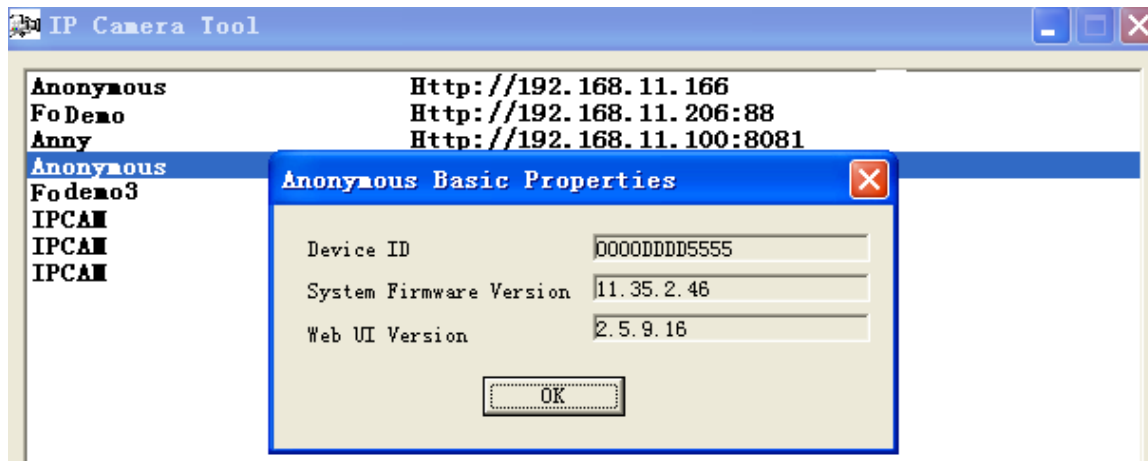 IP Camera Tool
Anonymous Http://192.168.11.166
FoDemo Http://192.168.11.206:88
Anny Http://192.168.11.100:8081
Anonymous
Fodemo3
IPCAM
IPCAM
IPCAM
Anonymous Basic Properties
Device ID 0000DDDD5555
System Firmware Version 11.35.2.46
Web UI Version 2.5.9.16
OK